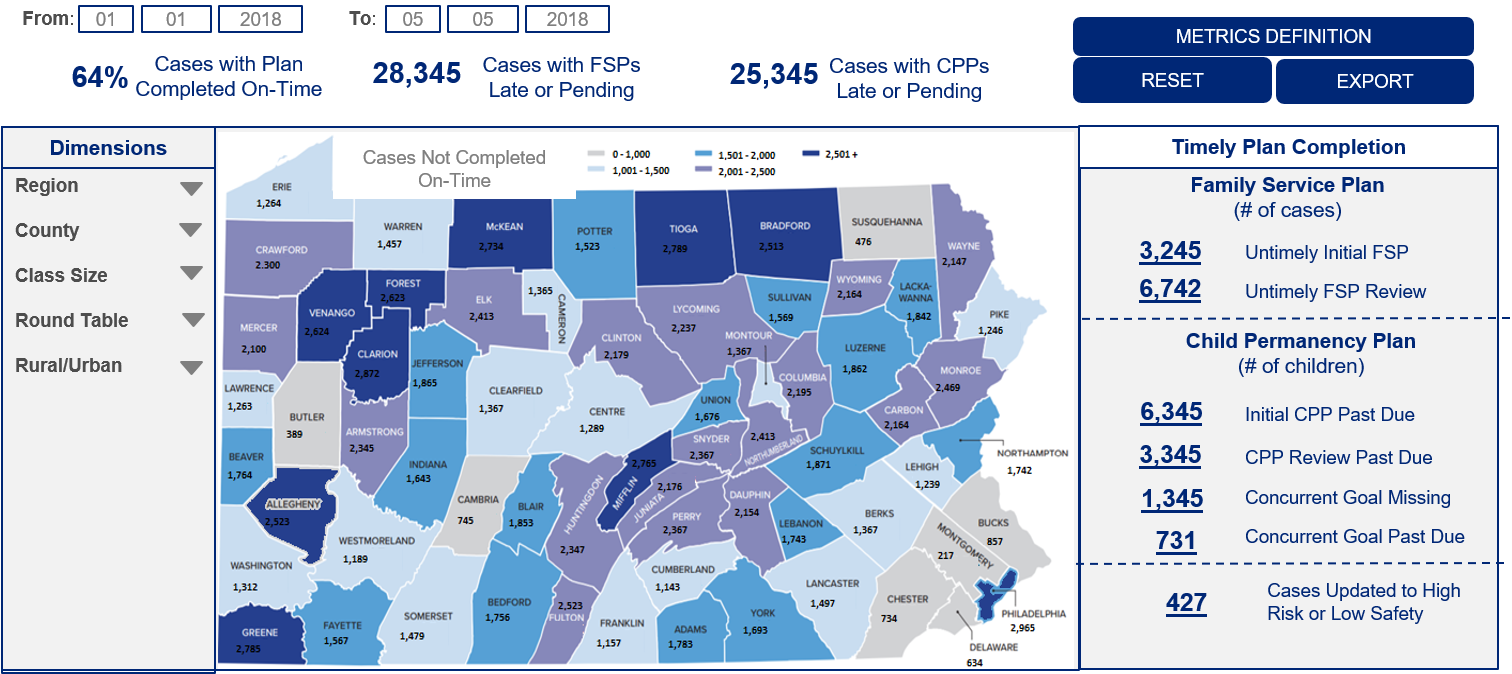 From: 01 01 2018 To: 05 05 2018
64% Cases with Plan
Completed On-Time
28,345 Cases with FSPs
Late or Pending
25,345 Cases with CPPs
Late or Pending
METRICS DEFINITION
RESET
EXPORT
Dimensions
Region
County
Class Size
Round Table
Rural/Urban
Cases Not Completed
On-Time
0 - 1,000
1,001 - 1,500
1,501 - 2,000
2,001 - 2,500
2,501 +
ERIE
1,264
WARREN
1,457
McKEAN
2,734
POTTER
1,523
TIOGA
2,789
BRADFORD
2,513
SUSQUEHANNA
476
WAYNE
2,147
CRAWFORD
2.300
FOREST
2,623
VENANGO
2,624
ELK
2,413
1,365
CAMERON
LYCOMING
2,237
SULLIVAN
1,569
WYOMING
2,164
LACKA-
WANNA
1,842
PIKE
1,246
MERCER
2,100
CLARION
2,872
JEFFERSON
1,865
CLINTON
2,179
MONTOUR
1,367
COLUMBIA
2,195
LUZERNE
1,862
MONROE
2,469
LAWRENCE
1,263
BUTLER
389
ARMSTRONG
2,345
CLEARFIELD
1,367
CENTRE
1,289
UNION
1,676
SNYDER
2,367
2,413
NORTHUMBERLAND
CARBON
2,164
NORTHAMPTON
1,742
BEAVER
1,764
INDIANA
1,643
SCHUYLKILL
1,871
LEHIGH
1,239
ALLEGHENY
2,523
CAMBRIA
745
BLAIR
1,853
HUNTINGDON
2,347
2,765
MIFFLIN
2,176
JUNIATA
PERRY
2,367
DAUPHIN
2,154
LEBANON
1,743
BERKS
1,367
BUCKS
857
MONTGOMERY
217
WESTMORELAND
1,189
WASHINGTON
1,312
CUMBERLAND
1,143
LANCASTER
1,497
CHESTER
734
PHILADELPHIA
2,965
DELAWARE
634
GREENE
2,785
FAYETTE
1,567
SOMERSET
1,479
BEDFORD
1,756
2,523
FULTON
FRANKLIN
1,157
ADAMS
1,783
YORK
1,693
Timely Plan Completion
Family Service Plan
(# of cases)
3,245 Untimely Initial FSP
6,742 Untimely FSP Review
Child Permanency Plan
(# of children)
6,345 Initial CPP Past Due
3,345 CPP Review Past Due
1,345 Concurrent Goal Missing
731 Concurrent Goal Past Due
427 Cases Updated to High
Risk or Low Safety